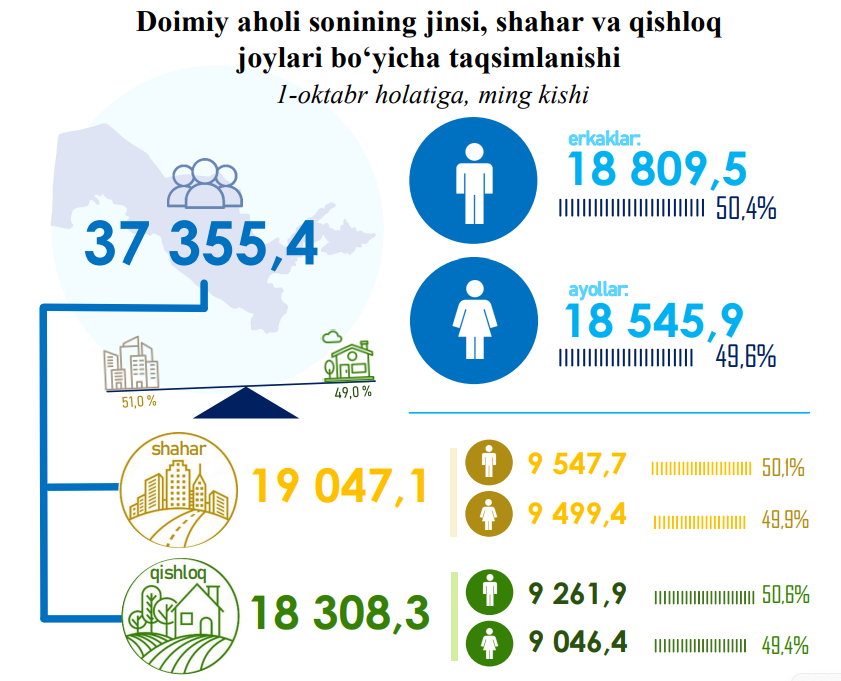 Doimiy aholi sonining jinsi, shahar va qishloq
joylari bo‘yicha taqsimlanishi
1-oktabr holatiga, ming kishi
37 355,4
51,0 %
49,0 %
erkaklar:
18 809,5
50,4%
ayollar:
18 545,9
49,6%
shahar
19 047,1
9 547,7
50,1%
9 499,4
49,9%
qishloq
18 308,3
9 261,9
50,6%
9 046,4
49,4%